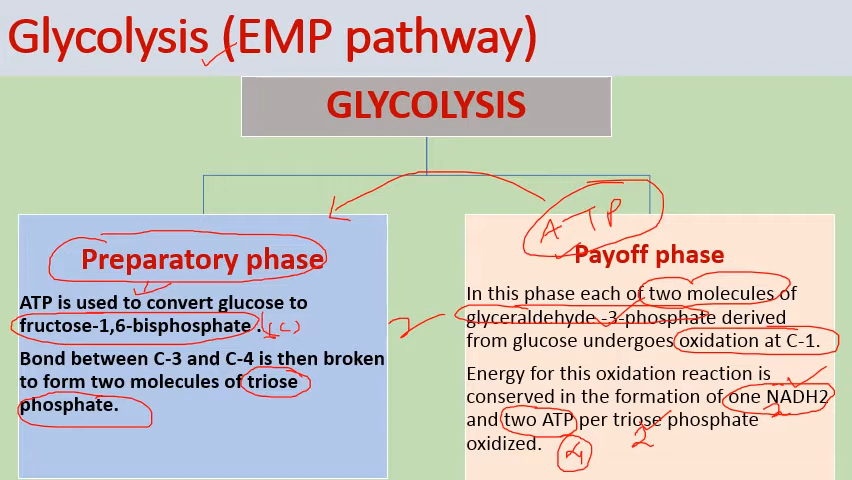 Glycolysis (EMP pathway)
GLYCOLYSIS
Preparatory phase
ATP is used to convert glucose to
fructose-1,6-bisphosphate .
Bond between C-3 and C-4 is then broken
to form two molecules of triose
phosphate.
ATP
Payoff phase
In this phase each of two molecules of
glyceraldehyde -3-phosphate derived
from glucose undergoes oxidation at C-1.
Energy for this oxidation reaction is
conserved in the formation of one NADH2
2
and two ATP per triose phosphate
2
oxidized.
4